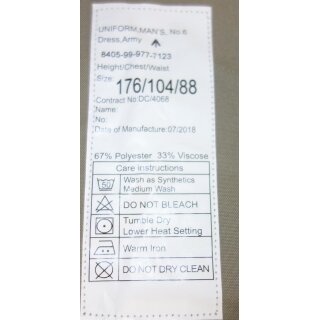 UNIFORM,MAN'S, No.6
Dress,Army
8405-99-977-7123
Height/Chest/Waist
Size: 176/104/88
Contract No:DC/4068
Name:
No:
Date of Manufacture:07/2018
67% Polyester 33% Viscose
Care Instructions
50 Wash as Synthetics
Medium Wash
DO NOT BLEACH
Tumble Dry
Lower Heat Setting
Warm Iron
DO NOT DRY CLEAN